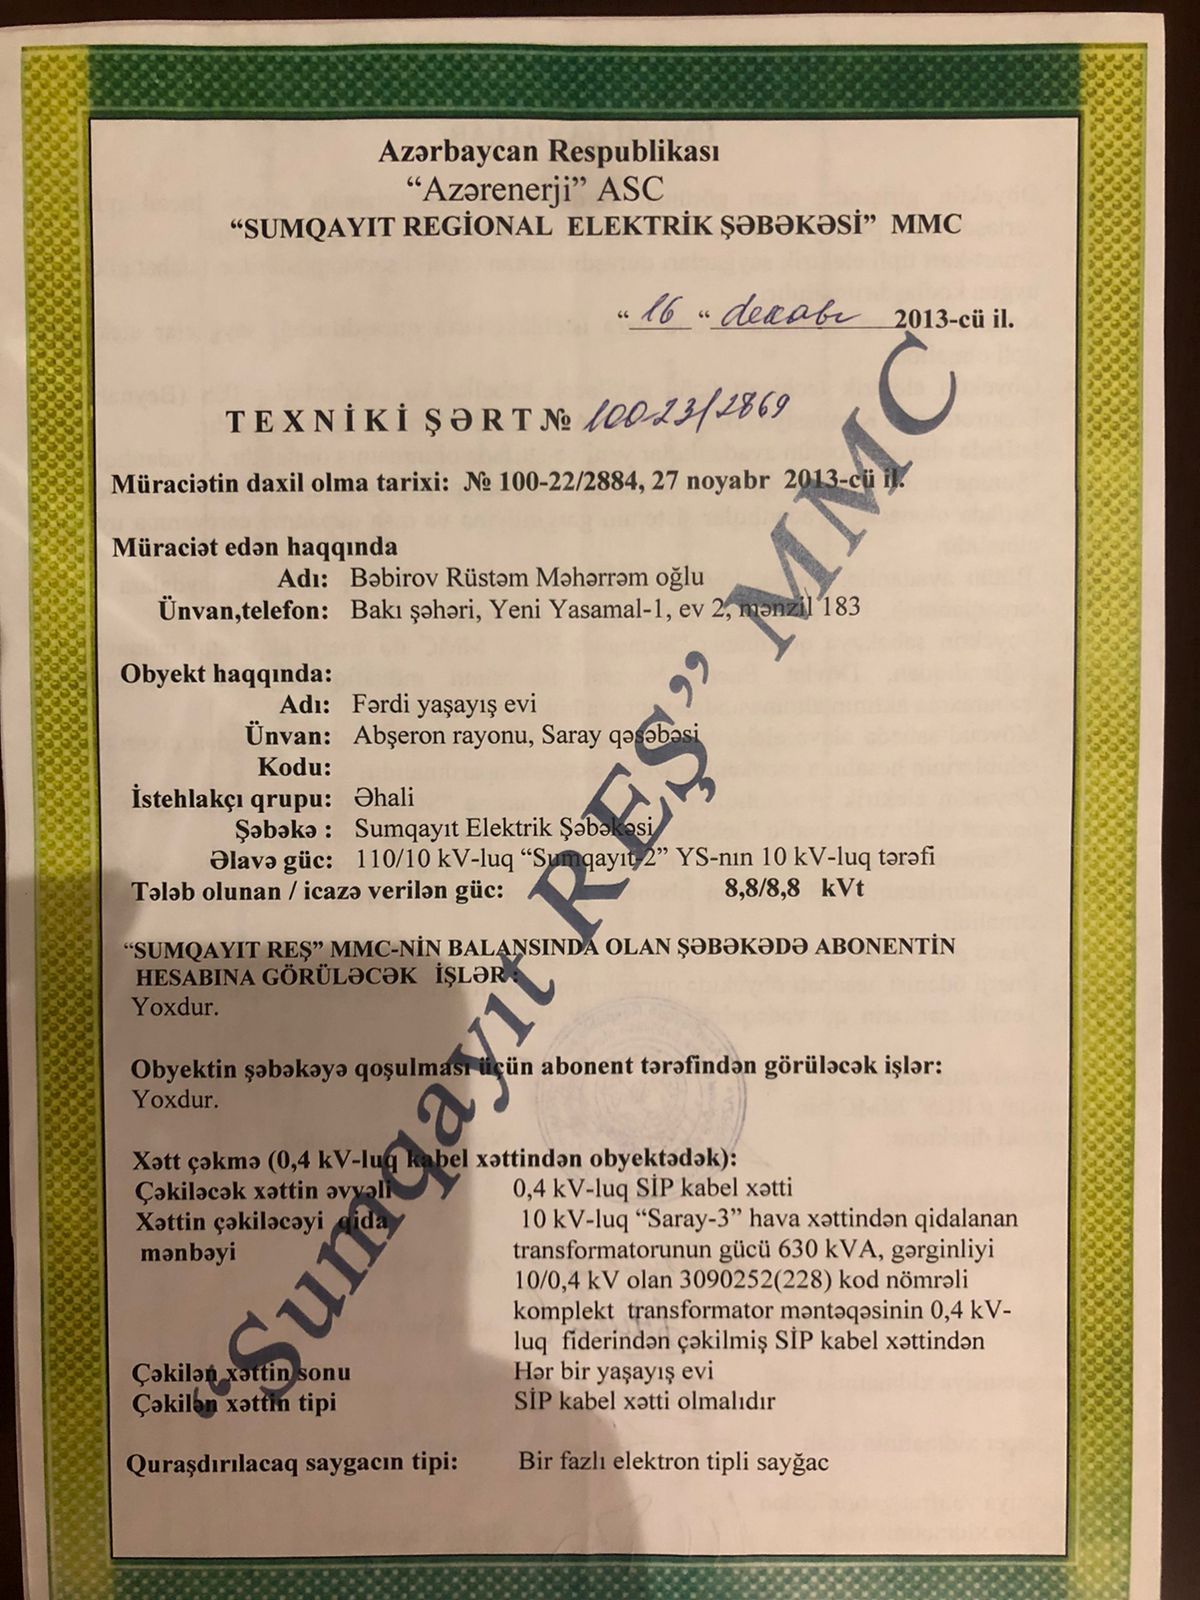 Azərbaycan Respublikası
“Azərenerji” ASC
“SUMQAYIT REGİONAL ELEKTRİK ŞƏBƏKƏSİ” MMC
“ 16 “ декабр 2013-cü il.
TEXNİKİ ŞƏRT № 100-23/2869
Müraciətin daxil olma tarixi: № 100-22/2884, 27 noyabr 2013-cü il.
Müraciət edən haqqında
Adı: Bəbirov Rüstəm Məhərrəm oğlu
Ünvan,telefon: Bakı şəhəri, Yeni Yasamal-1, ev 2, mənzil 183
Obyekt haqqında:
Adı: Fərdi yaşayış evi
Ünvan: Abşeron rayonu, Saray qəsəbəsi
Kodu:
İstehlakçı qrupu: Əhali
Şəbəkə : Sumqayıt Elektrik Şəbəkəsi
Əlavə güc: 110/10 kV-luq “Sumqayıt-2” YS-nın 10 kV-luq tərəfi
Tələb olunan / icazə verilən güc: 8,8/8,8 kVt
“SUMQAYIT REŞ” MMC-NİN BALANSINDA OLAN ŞƏBƏKƏDƏ ABONENTİN
HESABINA GÖRÜLƏCƏK İŞLƏR :
Yoxdur.
Obyektin şəbəkəyə qoşulması üçün abonent tərəfindən görüləcək işlər:
Yoxdur.
Xətt çəkmə (0,4 kV-luq kabel xəttindən obyektədək):
Çəkiləcək xəttin əvvəli 0,4 kV-luq SİP kabel xətti
Xəttin çəkiləcəyi qida 10 kV-luq “Saray-3” hava xəttindən qidalanan
mənbəyi transformatorunun gücü 630 kVA, gərginliyi
10/0,4 kV olan 3090252(228) kod nömrəli
komplekt transformator məntəqəsinin 0,4 kV-
luq fiderindən çəkilmiş SİP kabel xəttindən
Çəkilən xəttin sonu Hər bir yaşayış evi
Çəkilən xəttin tipi SİP kabel xətti olmalıdır
Quraşdırılacaq saygacın tipi: Bir fazlı elektron tipli sayğac
“Sumqayıt REŞ” MMC